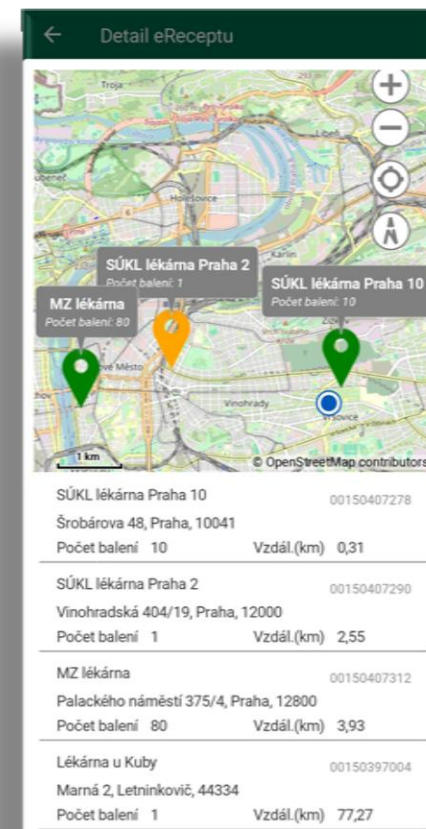 Detail eReceptu
Troja
Libeň
Holešovice
Karlín
SÚKL lékárna Praha 2
Počet balení: 1
SÚKL lékárna Praha 10
Počet balení: 10
MZ lékárna
Počet balení: 80
Nové Město
Vinohrady
Vršovice
1 km
© OpenStreetMap contributors
SÚKL lékárna Praha 10 00150407278
Šrobárova 48, Praha, 10041
Počet balení 10 Vzdál.(km) 0,31
SÚKL lékárna Praha 2 00150407290
Vinohradská 404/19, Praha, 12000
Počet balení 1 Vzdál.(km) 2,55
MZ lékárna 00150407312
Palackého náměstí 375/4, Praha, 12800
Počet balení 80 Vzdál.(km) 3,93
Lékárna u Kuby 00150397004
Marná 2, Letninkovič, 44334
Počet balení 1 Vzdál.(km) 77,27